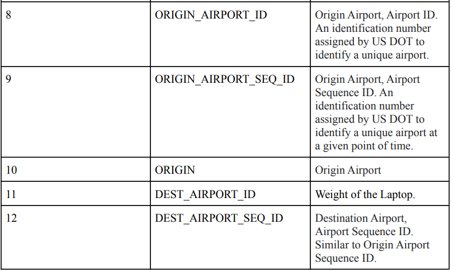 8 ORIGIN_AIRPORT_ID Origin Airport, Airport ID.
An identification number
assigned by US DOT to
identify a unique airport.
9 ORIGIN_AIRPORT_SEQ_ID Origin Airport, Airport
Sequence ID. An
identification number
assigned by US DOT to
identify a unique airport at
a given point of time.
10 ORIGIN Origin Airport
11 DEST_AIRPORT_ID Weight of the Laptop.
12 DEST_AIRPORT_SEQ_ID Destination Airport,
Airport Sequence ID.
Similar to Origin Airport
Sequence ID.